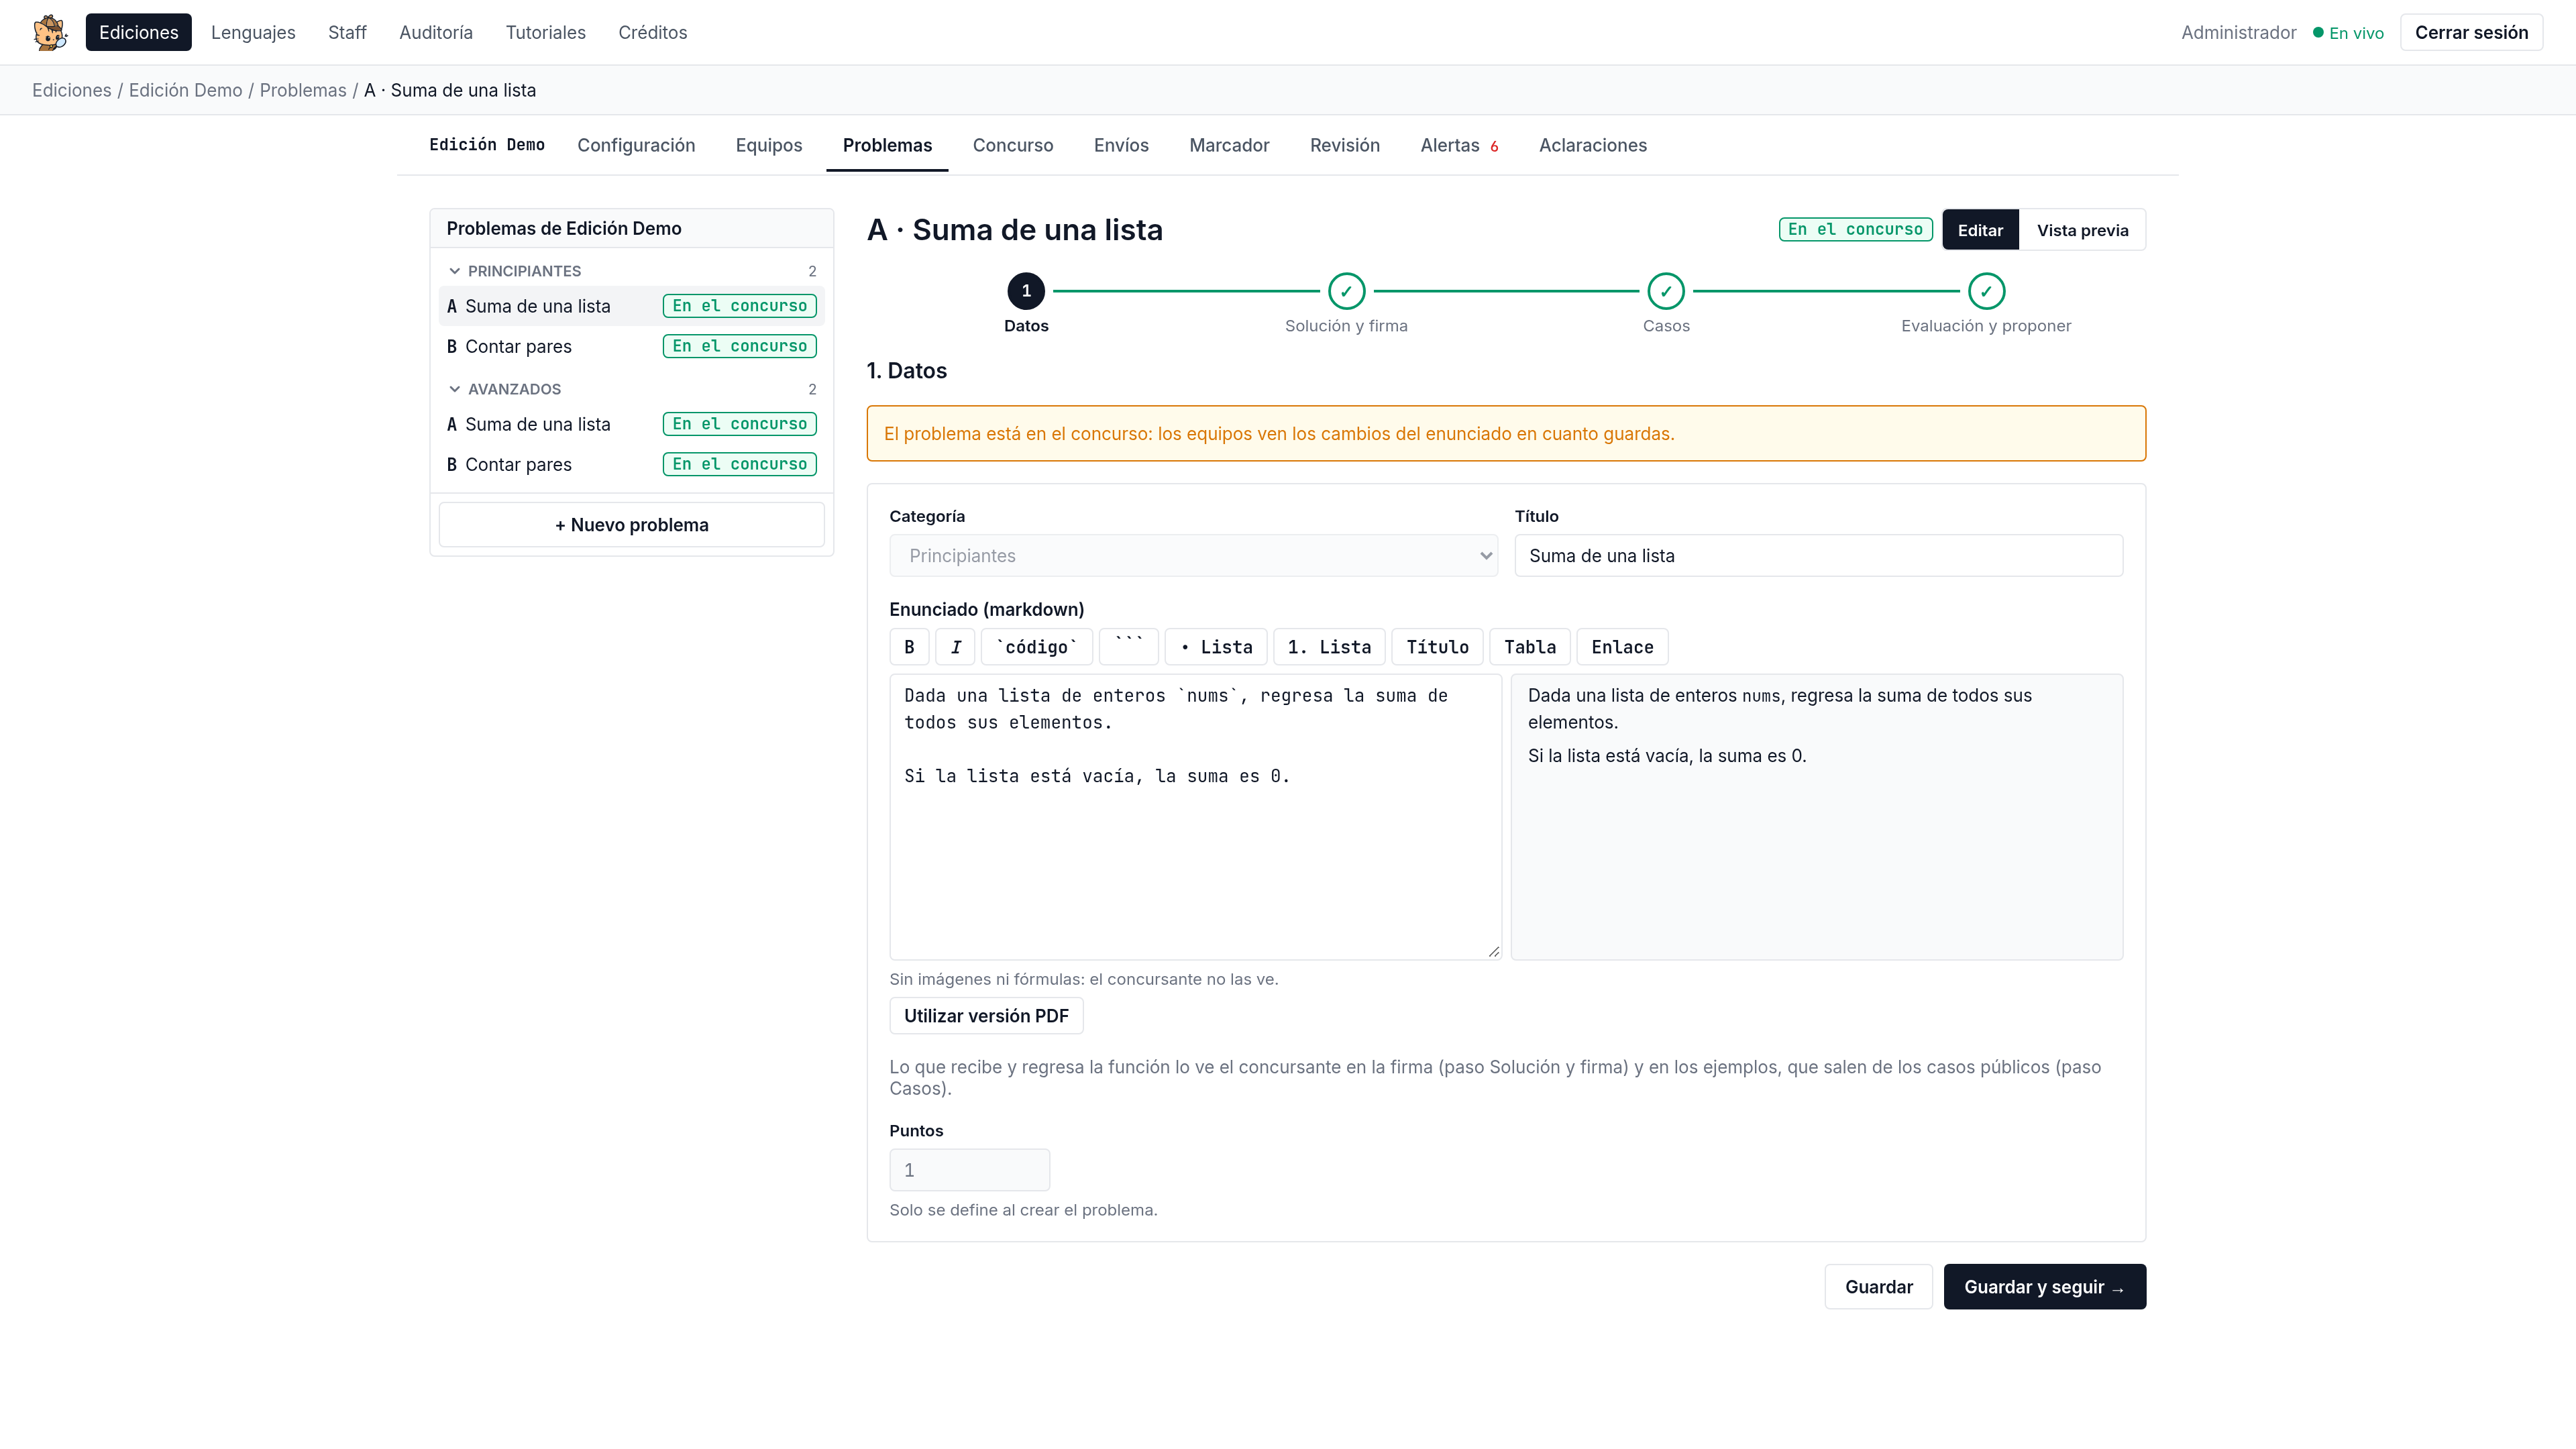 Ediciones Lenguajes Staff Auditoría Tutoriales Créditos Administrador En vivo Cerrar sesión
Ediciones / Edición Demo / Problemas / A · Suma de una lista
Edición Demo Configuración Equipos Problemas Concurso Envíos Marcador Revisión Alertas 6 Aclaraciones
Problemas de Edición Demo
PRINCIPIANTES 2
A Suma de una lista En el concurso
B Contar pares En el concurso
AVANZADOS 2
A Suma de una lista En el concurso
B Contar pares En el concurso
+ Nuevo problema
A · Suma de una lista En el concurso Editar Vista previa
1 ✓ ✓ ✓
Datos Solución y firma Casos Evaluación y proponer
1. Datos
El problema está en el concurso: los equipos ven los cambios del enunciado en cuanto guardas.
Categoría Título
Principiantes Suma de una lista
Enunciado (markdown)
B I `código` ``` • Lista 1. Lista Título Tabla Enlace
Dada una lista de enteros `nums`, regresa la suma de
todos sus elementos.
Si la lista está vacía, la suma es 0.
Dada una lista de enteros nums, regresa la suma de todos sus
elementos.
Si la lista está vacía, la suma es 0.
Sin imágenes ni fórmulas: el concursante no las ve.
Utilizar versión PDF
Lo que recibe y regresa la función lo ve el concursante en la firma (paso Solución y firma) y en los ejemplos, que salen de los casos públicos (paso
Casos).
Puntos
1
Solo se define al crear el problema.
Guardar Guardar y seguir →